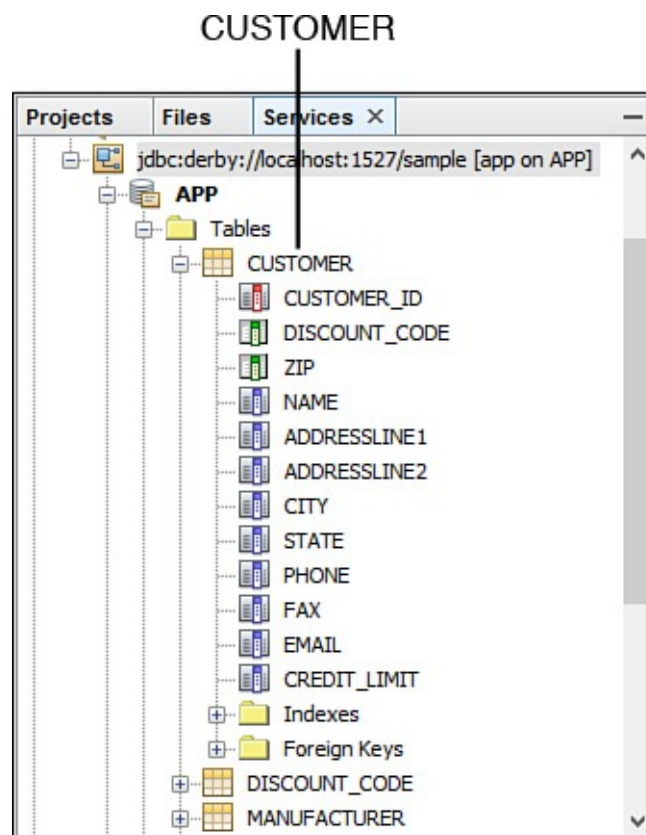 CUSTOMER
Projects Files Services ×
jdbc:derby://localhost:1527/sample [app on APP]
APP
Tables
CUSTOMER
CUSTOMER_ID
DISCOUNT_CODE
ZIP
NAME
ADDRESSLINE1
ADDRESSLINE2
CITY
STATE
PHONE
FAX
EMAIL
CREDIT_LIMIT
Indexes
Foreign Keys
DISCOUNT_CODE
MANUFACTURER